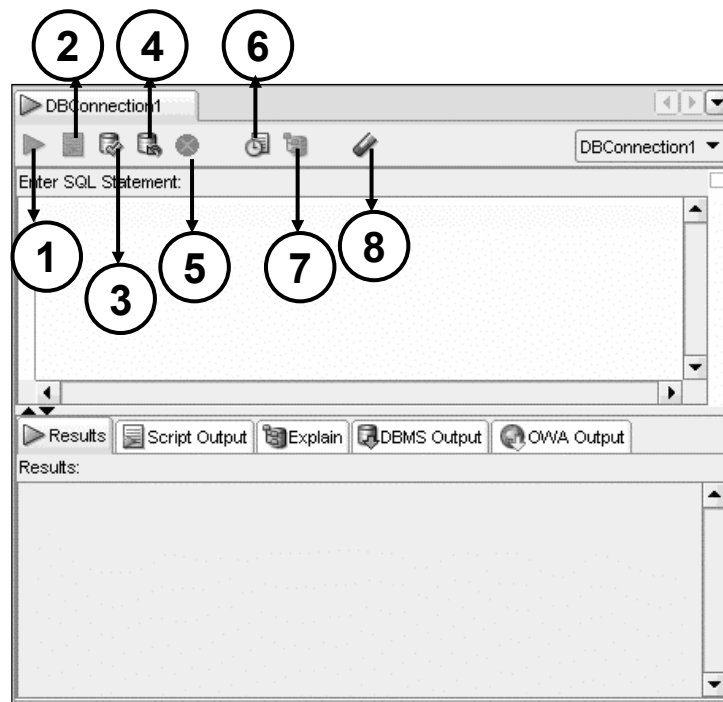 2 4 6
DBConnection1
DBConnection1
Enter SQL Statement:
1 3 5 7 8
Results Script Output Explain DBMS Output OWA Output
Results: